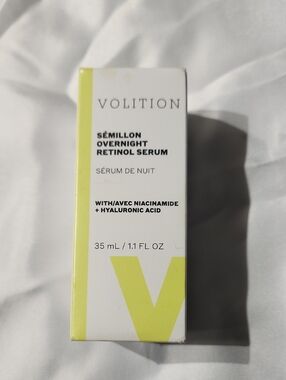 VOLITION
SÉMILLON
OVERNIGHT
RETINOL SERUM
SÉRUM DE NUIT
WITH/AVEC NIACINAMIDE
+ HYALURONIC ACID
35 mL / 1.1 FL OZ
V